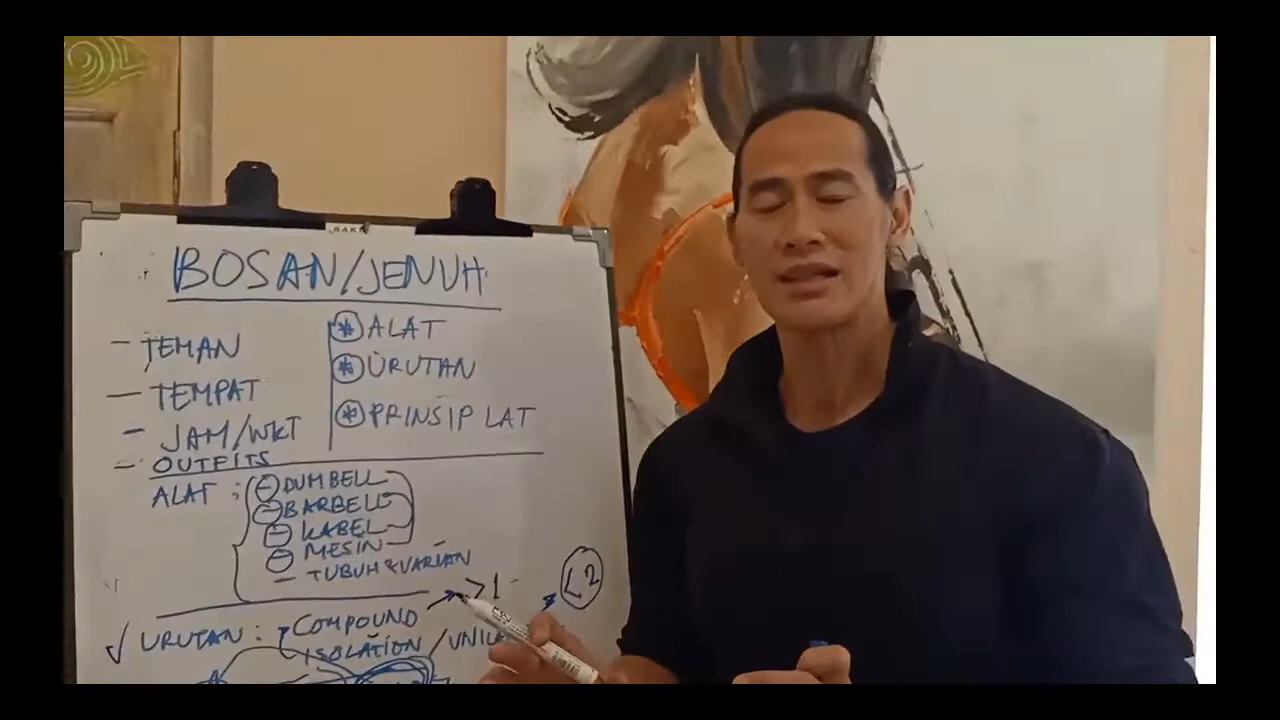 BOSAN/JENUH
- TEMAN
- TEMPAT
- JAM/WKT
- OUTFITS
* ALAT
* URUTAN
* PRINSIP LAT
ALAT :
- DUMBELL
- BARBELL
- KABEL
- MESIN
- TUBUH & VARIAN
√ URUTAN : COMPOUND > 1
ISOLATION /
L2